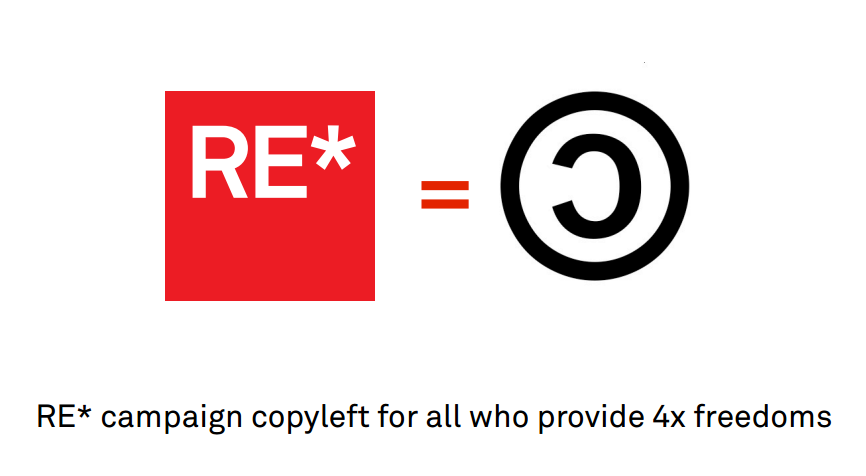 RE*
=
RE* campaign copyleft for all who provide 4x freedoms